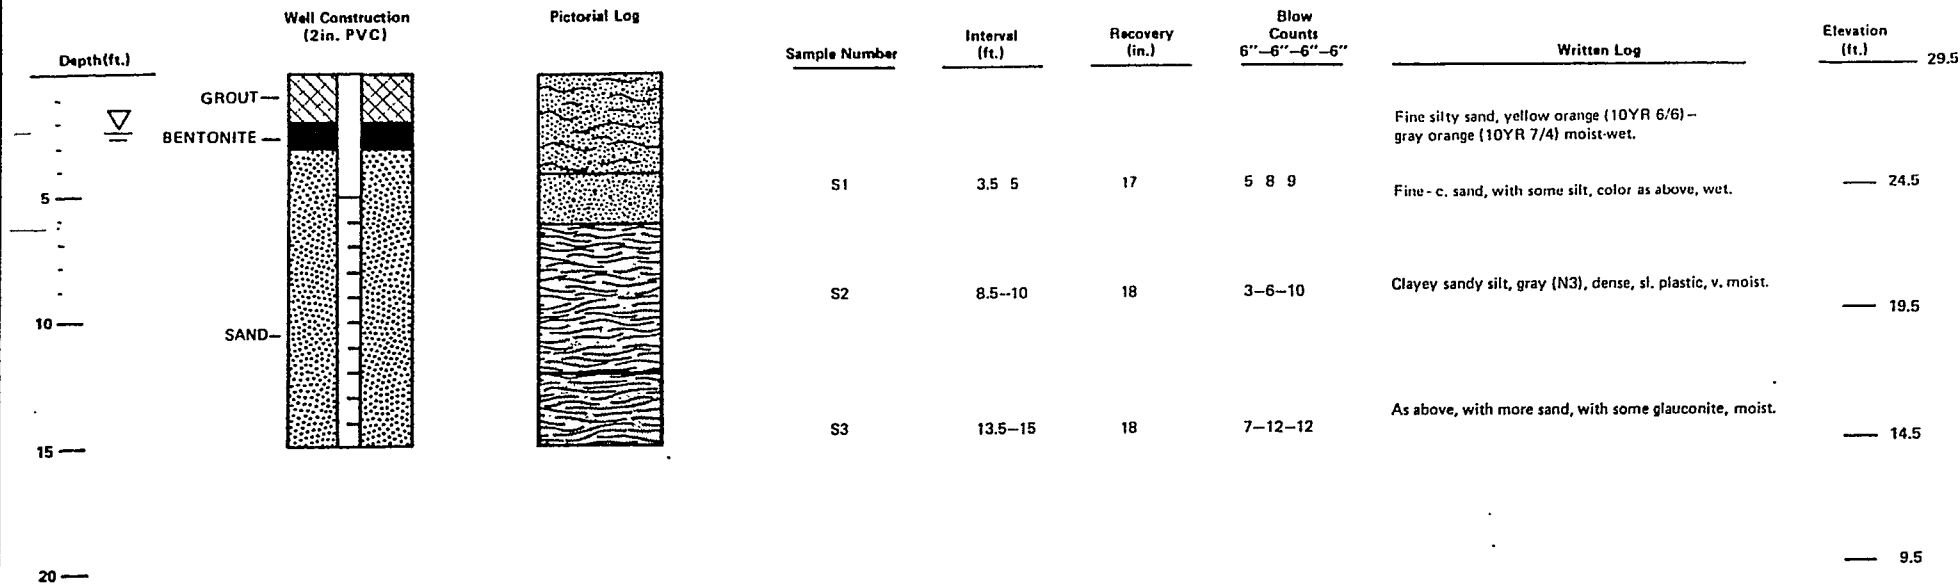 Well Construction
(2in. PVC)
Pictorial Log
Blow
Counts
6"—6"—6"—6"
Depth(ft.)
Sample Number
Interval
(ft.)
Recovery
(in.)
Written Log
Elevation
(ft.)
29.5
GROUT—
BENTONITE —
Fine silty sand, yellow orange (10YR 6/6) –
gray orange (10YR 7/4) moist-wet.
S1 3.5 5 17 5 8 9
Fine - c. sand, with some silt, color as above, wet.
24.5
5
S2 8.5--10 18 3—6—10
Clayey sandy silt, gray (N3), dense, sl. plastic, v. moist.
19.5
10
SAND—
As above, with more sand, with some glauconite, moist.
S3 13.5—15 18 7—12—12
14.5
15
9.5
20